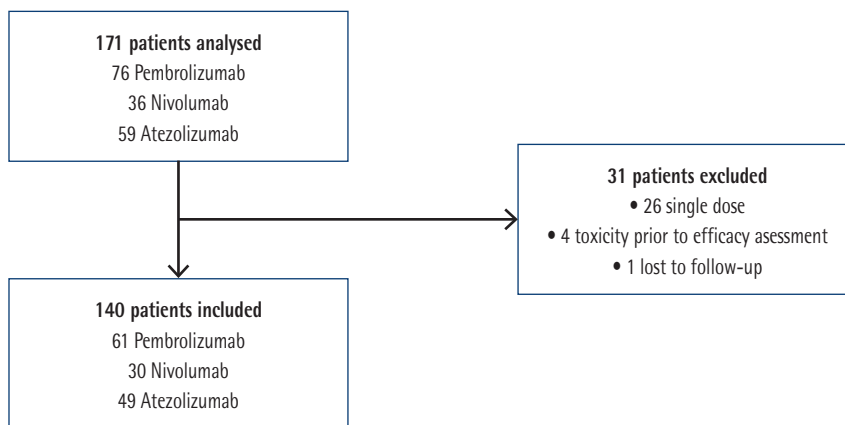 171 patients analysed
76 Pembrolizumab
36 Nivolumab
59 Atezolizumab
31 patients excluded
• 26 single dose
• 4 toxicity prior to efficacy asessment
• 1 lost to follow-up
140 patients included
61 Pembrolizumab
30 Nivolumab
49 Atezolizumab